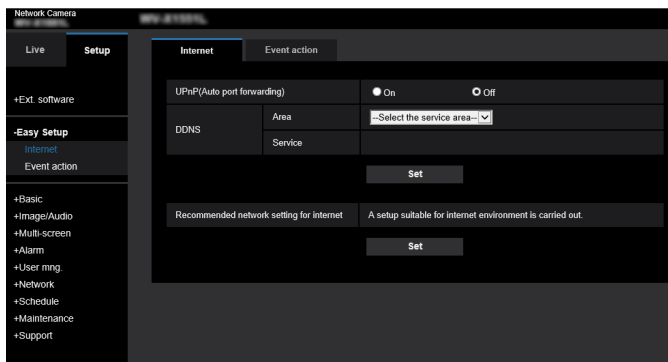 Network Camera
WV-X1551L
Live Setup
Internet Event action
+Ext. software
UPnP(Auto port forwarding) On Off
DDNS
Area --Select the service area--
Service
-Easy Setup
Internet
Event action
Set
+Basic
+Image/Audio
+Multi-screen
+Alarm
+User mng.
+Network
+Schedule
+Maintenance
+Support
Recommended network setting for internet A setup suitable for internet environment is carried out.
Set